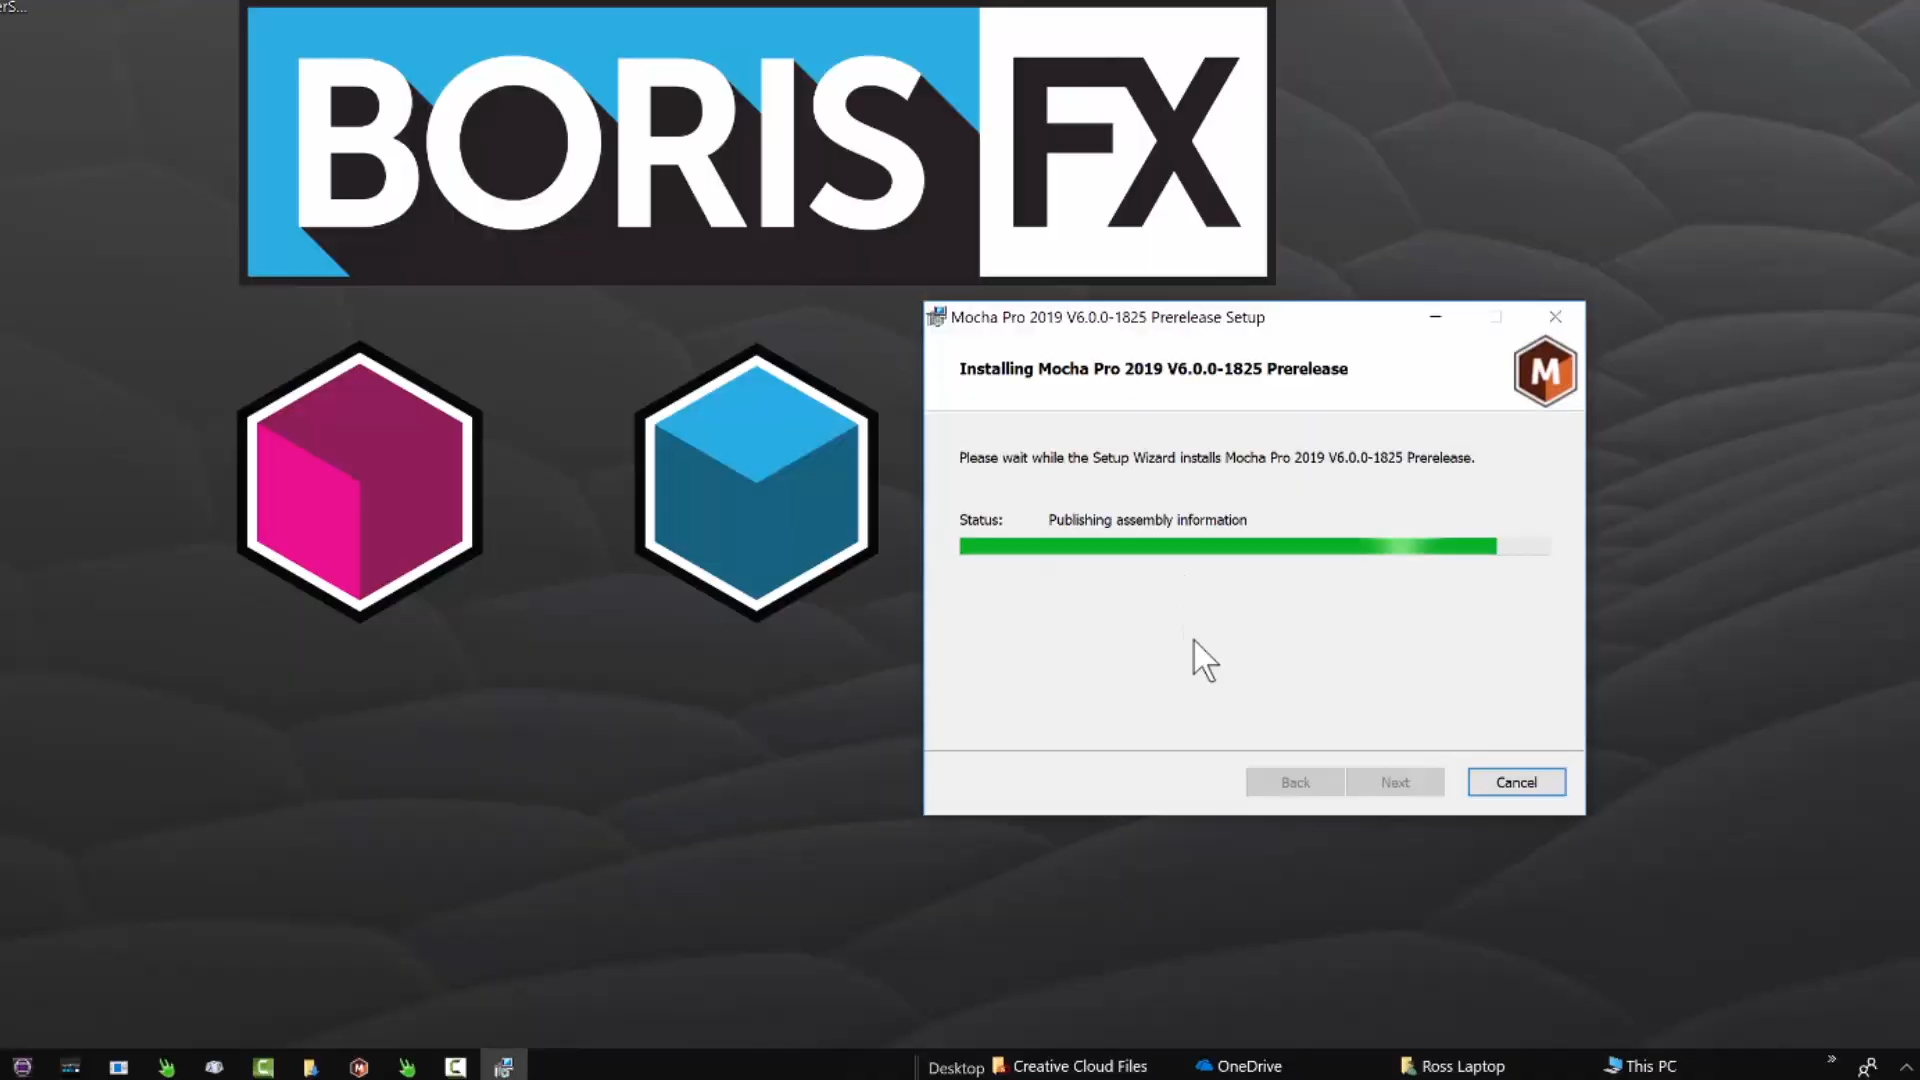 erS...
BORIS FX
Mocha Pro 2019 V6.0.0-1825 Prerelease Setup
Installing Mocha Pro 2019 V6.0.0-1825 Prerelease
M
Please wait while the Setup Wizard installs Mocha Pro 2019 V6.0.0-1825 Prerelease.
Status: Publishing assembly information
Back Next Cancel
Desktop Creative Cloud Files OneDrive Ross Laptop This PC